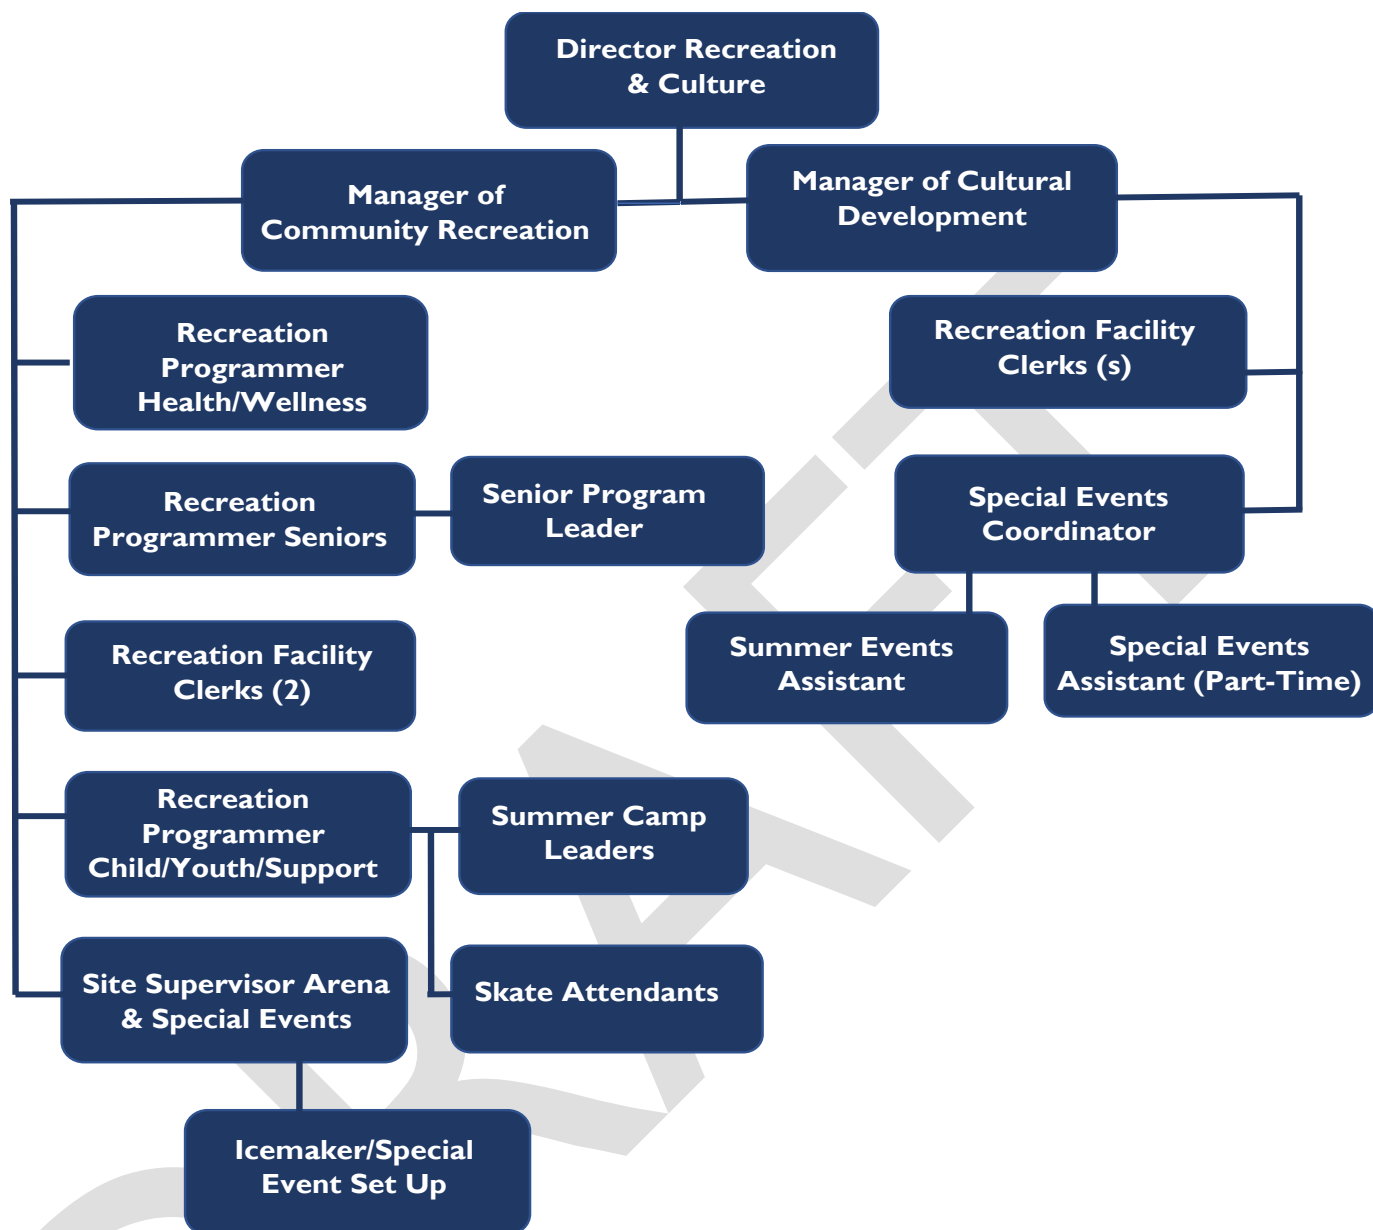 Director Recreation
& Culture
Manager of
Community Recreation
Manager of Cultural
Development
Recreation
Programmer
Health/Wellness
Recreation Facility
Clerks (s)
Recreation
Programmer Seniors
Senior Program
Leader
Special Events
Coordinator
Recreation Facility
Clerks (2)
Summer Events
Assistant
Special Events
Assistant (Part-Time)
Recreation
Programmer
Child/Youth/Support
Summer Camp
Leaders
Site Supervisor Arena
& Special Events
Skate Attendants
Icemaker/Special
Event Set Up
DRAFT